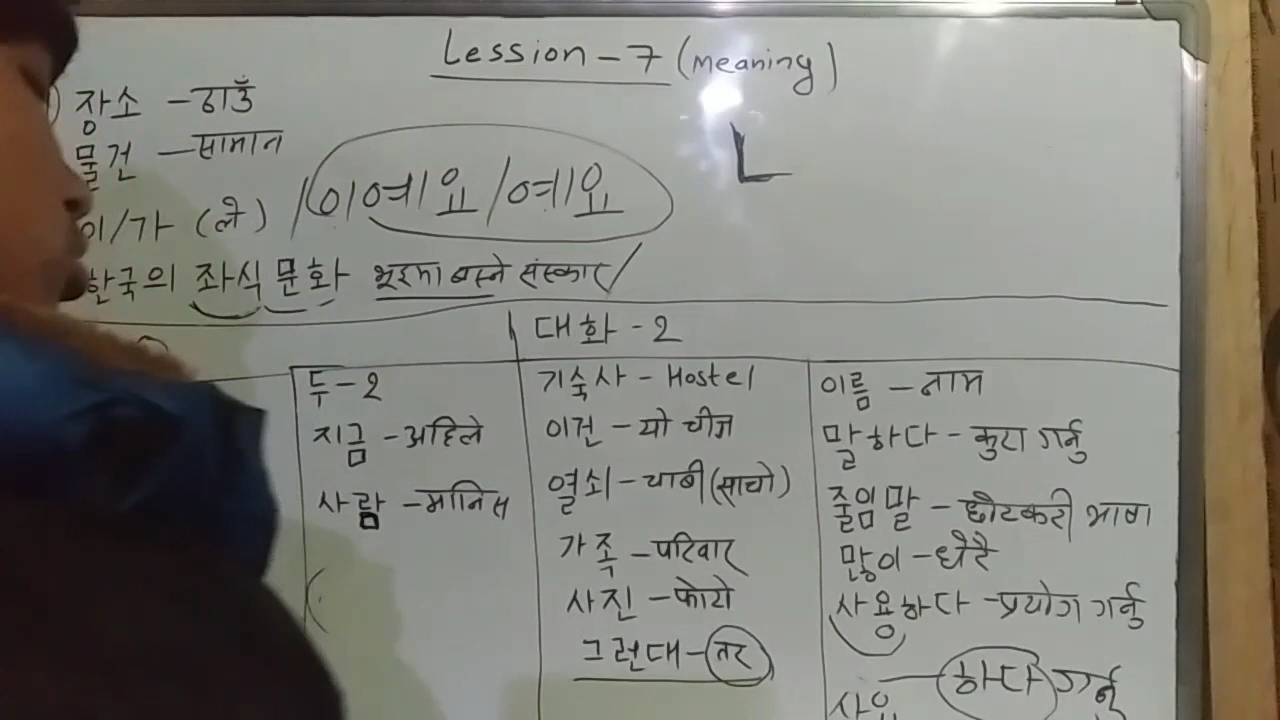 Lession - 7 (meaning)
장소 - ठाउँ
물건 - सामान
이/가 (ले) /이에요/예요
L
한국의 좌식 문화 भूइमा बस्ने संस्कार/
대화 - 2
두 - 2
지금 - अहिले
사람 - मानिस
기숙사 - Hostel
이건 - यो चीज
열쇠 - चाबी (साचो)
가족 - परिवार
사진 - फोटो
그런대 - तर
이름 - नाम
말하다 - कुरा गर्नु
줄임말 - छोटकरी भाषा
많이 - धेरै
사용하다 - प्रयोग गर्नु
하다 गर्नु